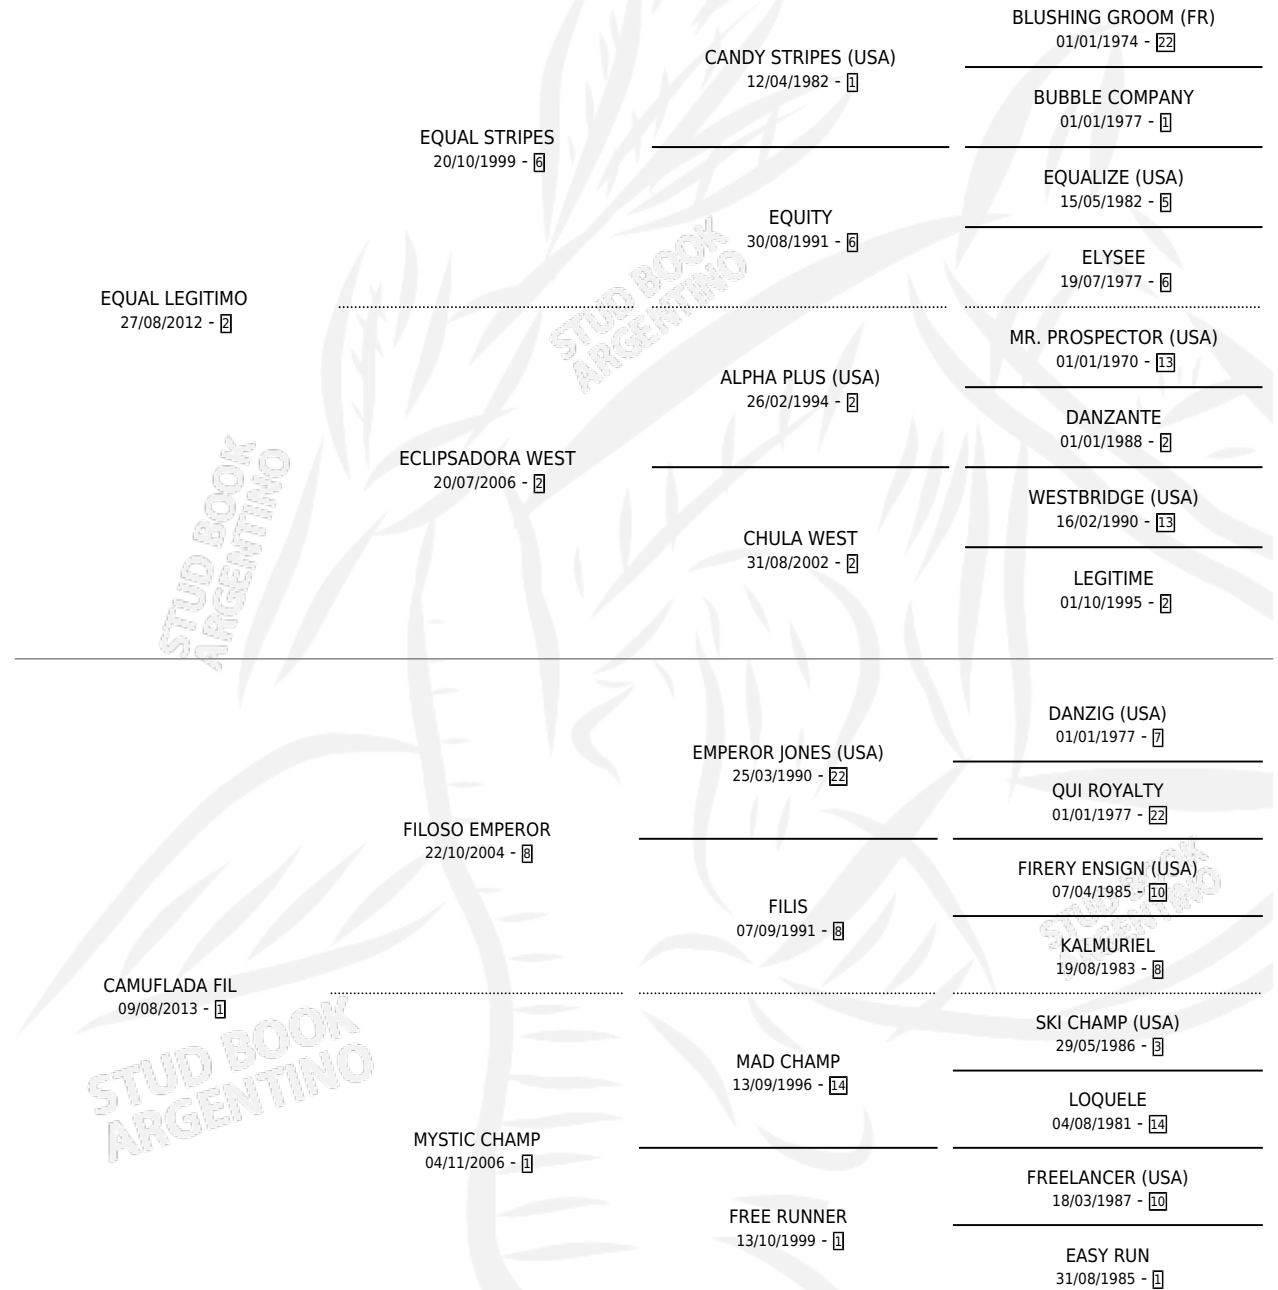 BLUSHING GROOM (FR)
01/01/1974 - 22
CANDY STRIPES (USA)
12/04/1982 - 1
BUBBLE COMPANY
01/01/1977 - 1
EQUAL STRIPES
20/10/1999 - 6
EQUALIZE (USA)
15/05/1982 - 5
EQUITY
30/08/1991 - 6
ELYSEE
19/07/1977 - 6
EQUAL LEGITIMO
27/08/2012 - 2
STUD BOOK
ARGENTINO
MR. PROSPECTOR (USA)
01/01/1970 - 13
ALPHA PLUS (USA)
26/02/1994 - 2
DANZANTE
01/01/1988 - 2
ECLIPSADORA WEST
20/07/2006 - 2
WESTBRIDGE (USA)
16/02/1990 - 13
CHULA WEST
31/08/2002 - 2
LEGITIME
01/10/1995 - 2
STUD BOOK
ARGENTINO
DANZIG (USA)
01/01/1977 - 7
EMPEROR JONES (USA)
25/03/1990 - 22
QUI ROYALTY
01/01/1977 - 22
FILOSO EMPEROR
22/10/2004 - 8
FIRERY ENSIGN (USA)
07/04/1985 - 10
STUD BOOK
ARGENTINO
FILIS
07/09/1991 - 8
KALMURIEL
19/08/1983 - 8
CAMUFLADA FIL
09/08/2013 - 1
STUD BOOK
ARGENTINO
SKI CHAMP (USA)
29/05/1986 - 3
MAD CHAMP
13/09/1996 - 14
LOQUELE
04/08/1981 - 14
MYSTIC CHAMP
04/11/2006 - 1
FREELANCER (USA)
18/03/1987 - 10
FREE RUNNER
13/10/1999 - 1
EASY RUN
31/08/1985 - 1